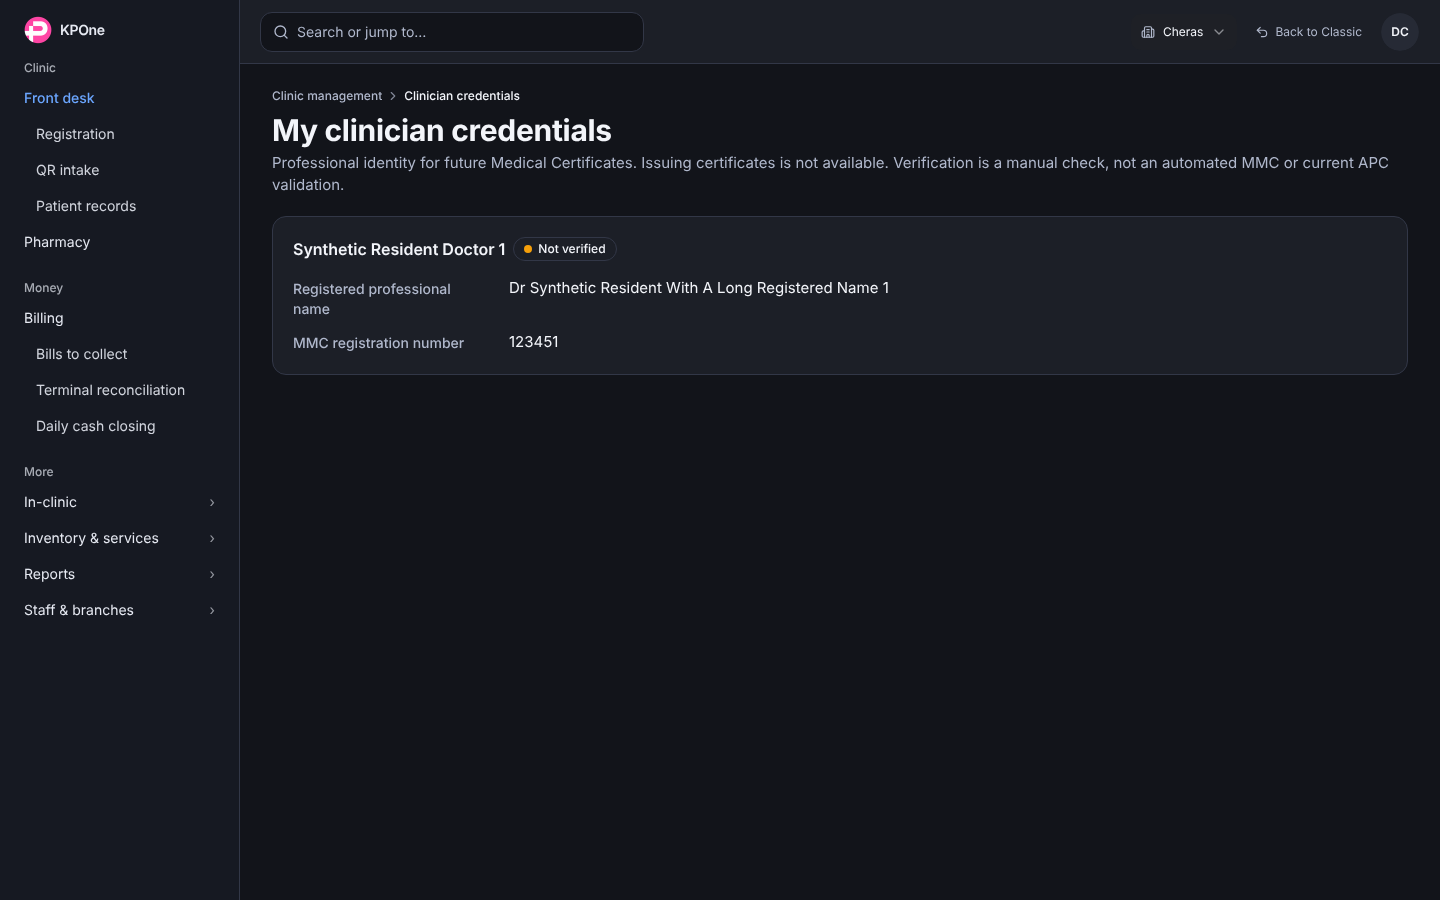 KPOne
Search or jump to...
Cheras
Back to Classic
DC
Clinic
Front desk
Registration
QR intake
Patient records
Pharmacy
Money
Billing
Bills to collect
Terminal reconciliation
Daily cash closing
More
In-clinic
Inventory & services
Reports
Staff & branches
Clinic management > Clinician credentials
My clinician credentials
Professional identity for future Medical Certificates. Issuing certificates is not available. Verification is a manual check, not an automated MMC or current APC
validation.
Synthetic Resident Doctor 1 Not verified
Registered professional
name
Dr Synthetic Resident With A Long Registered Name 1
MMC registration number
123451